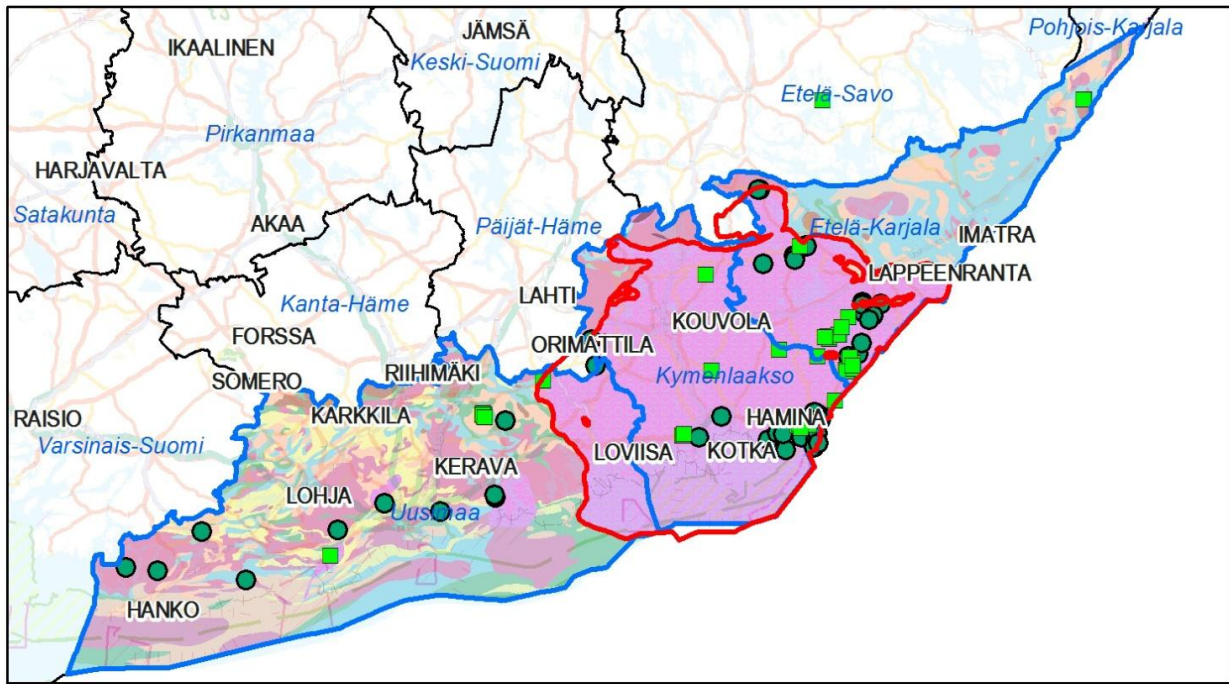 JÄMSÄ
Pohjois-Karjala
IKAALINEN
Keski-Suomi
Etelä-Savo
Pirkanmaa
HARJAVALTA
Satakunta
AKAA
Päijät-Häme
Etelä-Karjala
IMATRA
LAPPEENRANTA
Kanta-Häme
LAHTI
KOUVOLA
FORSSA
ORIMATTILA
RIIHIMÄKI
Kymenlaakso
SOMERO
RAISIO
KARKKILA
HAMINA
Varsinais-Suomi
LOVIISA
KOTKA
KERAVA
LOHJA
Uusimaa
HANKO